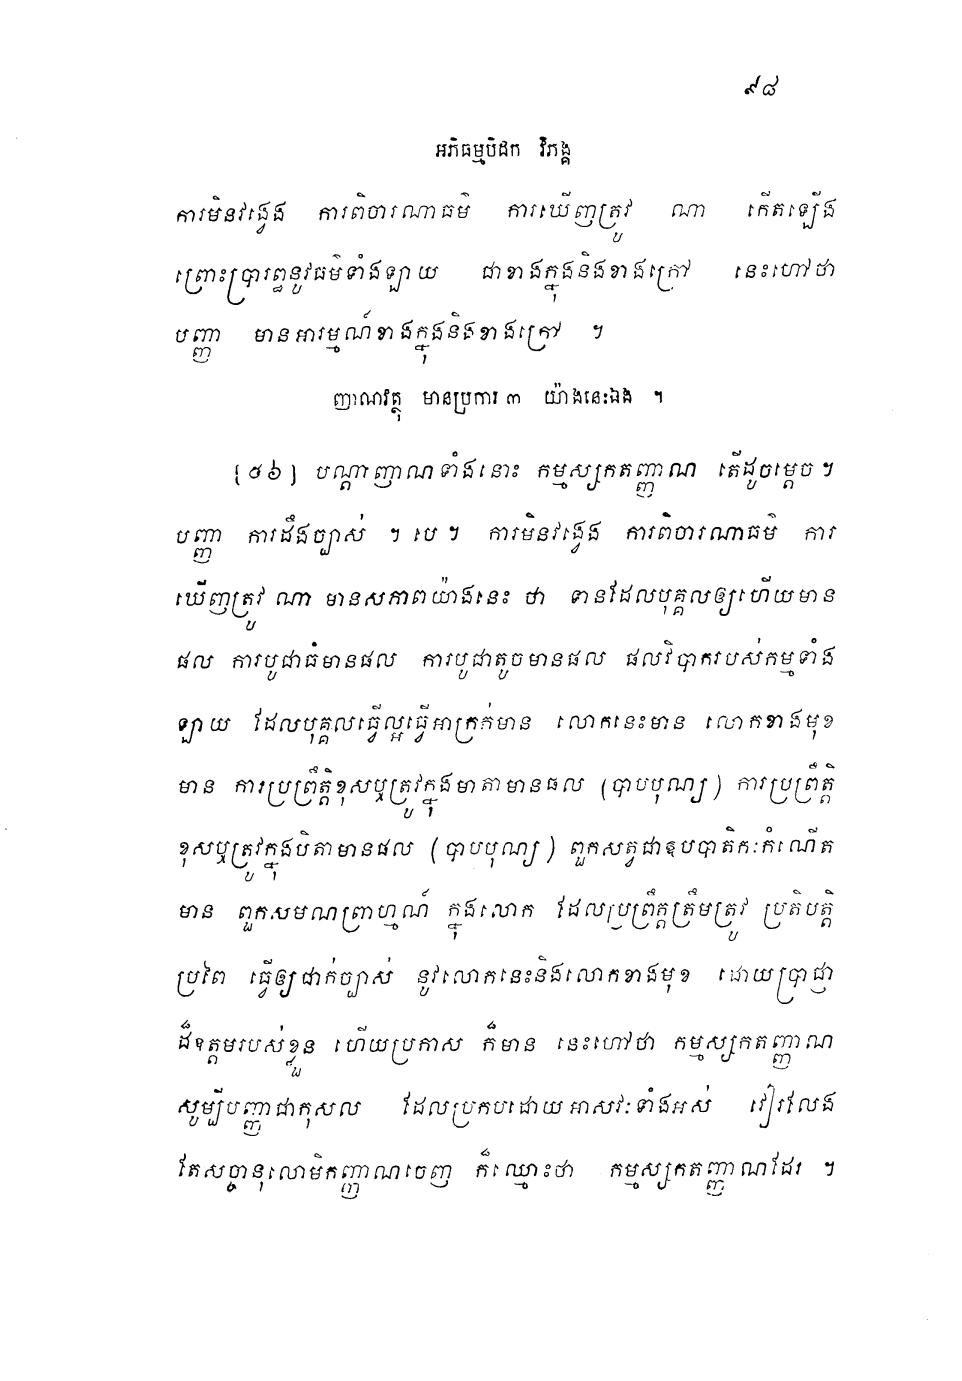 ៩៨
អភិធម្មបិដក វិភង្គ
ការមិនវង្វេង ការពិចារណាធម៌ ការឃើញត្រូវ ណា កើតឡើង
ព្រោះប្រារព្ធនូវធម៌ទាំងឡាយ ជាខាងក្នុងនិងខាងក្រៅ នេះហៅថា
បញ្ញា មានអារម្មណ៍ខាងក្នុងនិងខាងក្រៅ ។
ញាណវត្ថុ មានប្រការ ៣ យ៉ាងនេះឯង ។
[៥៦] បណ្តាញាណទាំងនោះ កម្មស្សកតញ្ញាណ តើដូចម្តេច ។
បញ្ញា ការដឹងច្បាស់ ។ បេ ។ ការមិនវង្វេង ការពិចារណាធម៌ ការ
ឃើញត្រូវ ណា មានសភាពយ៉ាងនេះ ថា ទានដែលបុគ្គលឲ្យហើយមាន
ផល ការបូជាធំមានផល ការបូជាតូចមានផល ផលវិបាករបស់កម្មទាំង
ឡាយ ដែលបុគ្គលធ្វើល្អធ្វើអាក្រក់មាន លោកនេះមាន លោកខាងមុខ
មាន ការប្រព្រឹត្តិខុសឬត្រូវក្នុងមាតាមានផល (បាបបុណ្យ) ការប្រព្រឹត្តិ
ខុសឬត្រូវក្នុងបិតាមានផល (បាបបុណ្យ) ពួកសត្វជាឧបបាតិកៈកំណើត
មាន ពួកសមណព្រាហ្មណ៍ ក្នុងលោក ដែលប្រព្រឹត្តត្រឹមត្រូវ ប្រតិបត្តិ
ប្រពៃ ធ្វើឲ្យជាក់ច្បាស់ នូវលោកនេះនិងលោកខាងមុខ ដោយប្រាជ្ញា
ដ៏ឧត្តមរបស់ខ្លួន ហើយប្រកាស ក៏មាន នេះហៅថា កម្មស្សកតញ្ញាណ
សូម្បីបញ្ញាជាកុសល ដែលប្រកបដោយអាសវៈទាំងអស់ វៀរលែង
តែសច្ចានុលោមិកញ្ញាណចេញ ក៏ឈ្មោះថា កម្មស្សកតញ្ញាណដែរ ។